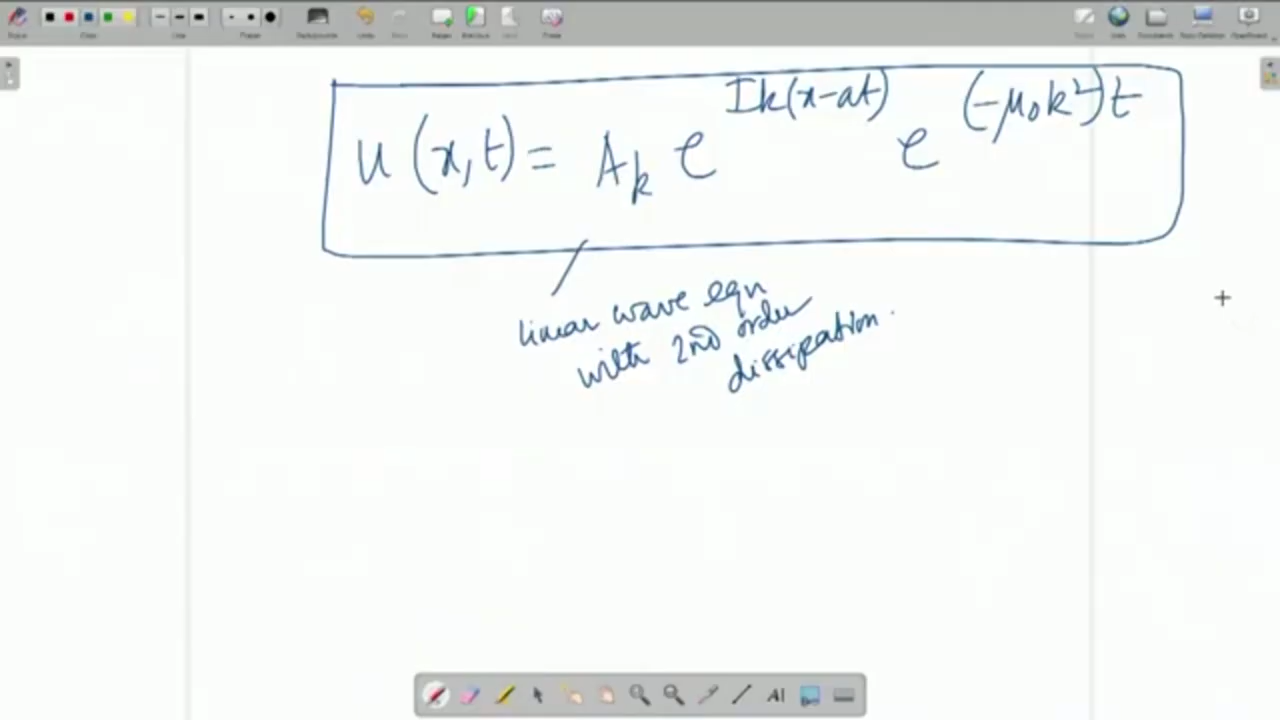 u(x,t) = A_k e^{Ik(x-at)} e^{(-μ₀k²)t}
linear wave eqn
with 2ND order
dissipation.